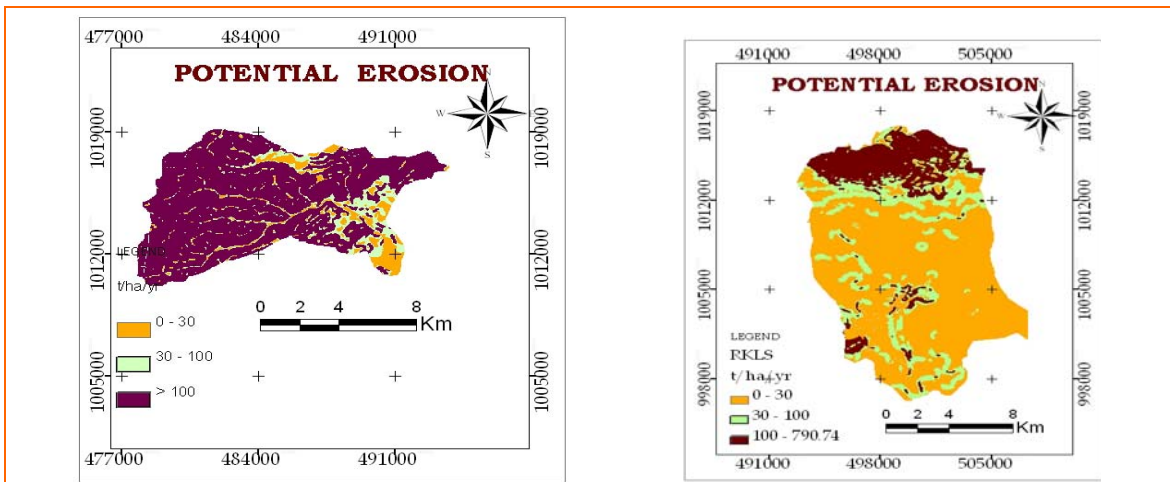 477000 484000 491000
POTENTIAL EROSION
N
W E
S
1019000 1019000
1012000 1012000
1005000 1005000
LEGEND
t/ha/yr
0 - 30
30 - 100
> 100
0 2 4 8
Km
477000 484000 491000
491000 498000 505000
POTENTIAL EROSION
N
W E
S
1019000 1019000
1012000 1012000
1005000 1005000
998000 998000
LEGEND
RKLS
t/ha/yr
0 - 30
30 - 100
100 - 790.74
0 2 4 8
Km
491000 498000 505000